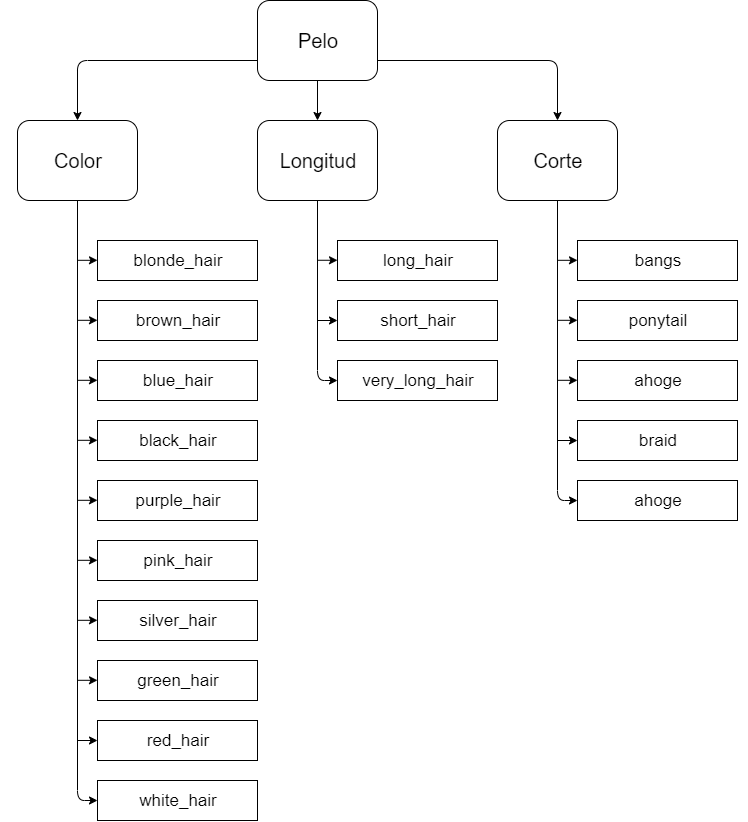 Pelo
Color
Longitud
Corte
blonde_hair
brown_hair
blue_hair
black_hair
purple_hair
pink_hair
silver_hair
green_hair
red_hair
white_hair
long_hair
short_hair
very_long_hair
bangs
ponytail
ahoge
braid
ahoge